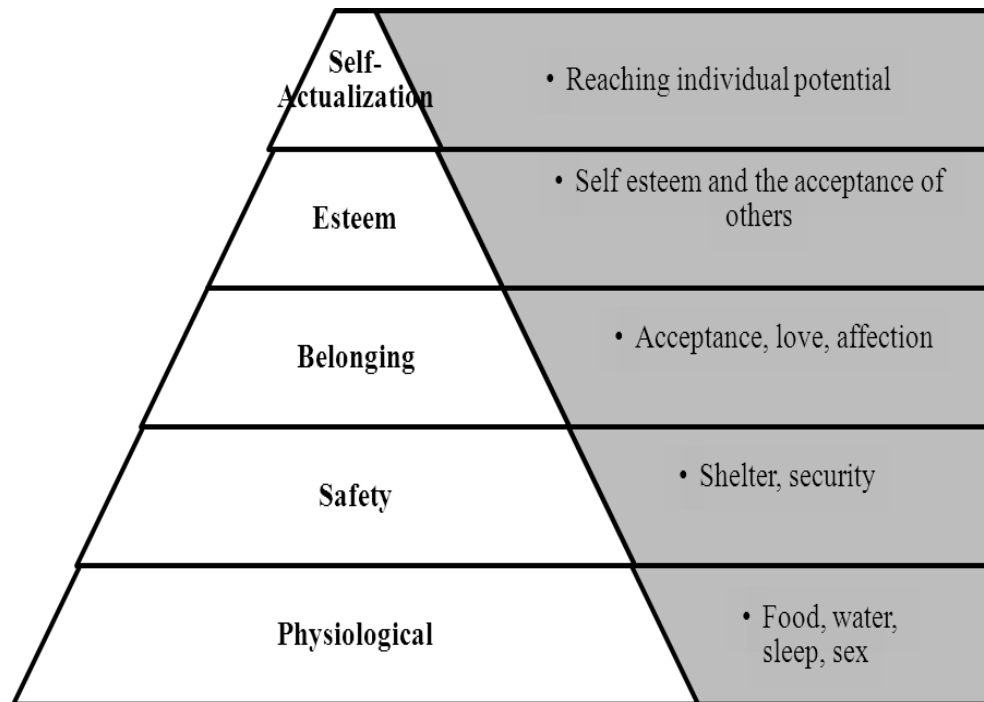 Self-
Actualization
• Reaching individual potential
Esteem
• Self esteem and the acceptance of
others
Belonging
• Acceptance, love, affection
Safety
• Shelter, security
Physiological
• Food, water,
sleep, sex